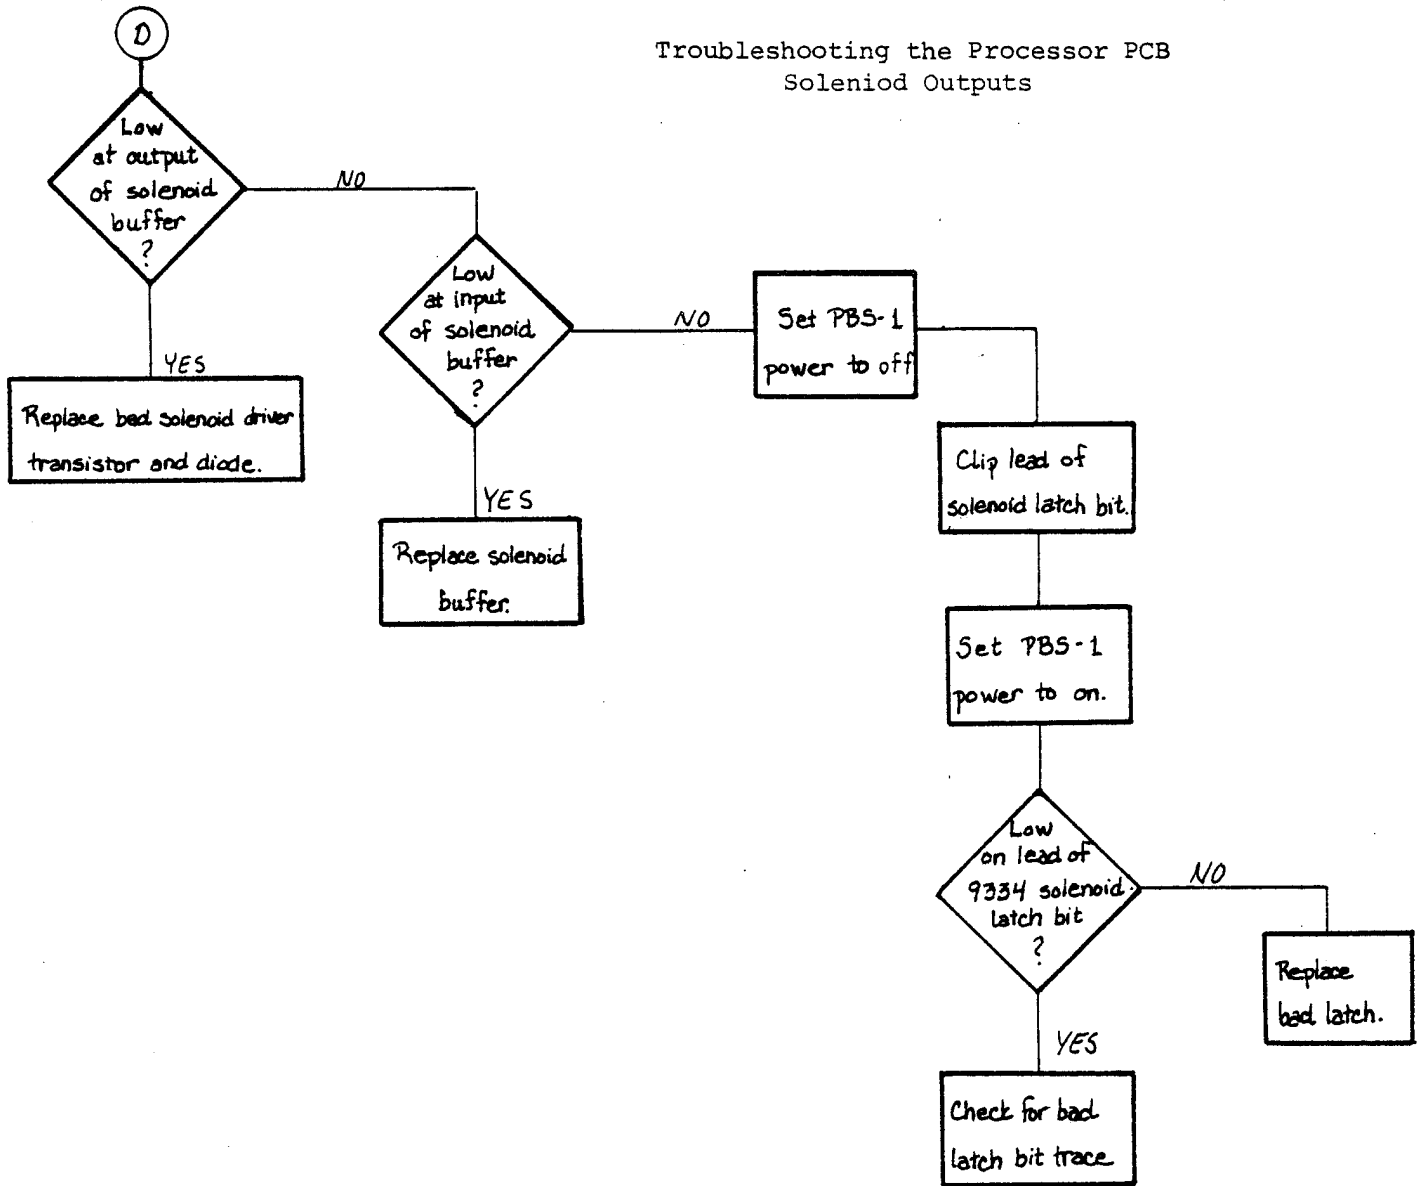 Troubleshooting the Processor PCB
Soleniod Outputs
D
Low
at output
of solenoid
buffer
?
NO
YES
Replace bad solenoid driver
transistor and diode.
Low
at input
of solenoid
buffer
?
NO
YES
Replace solenoid
buffer.
Set PBS-1
power to off
Clip lead of
solenoid latch bit.
Set PBS-1
power to on.
Low
on lead of
9334 solenoid
latch bit
?
NO
Replace
bad latch.
YES
Check for bad
latch bit trace